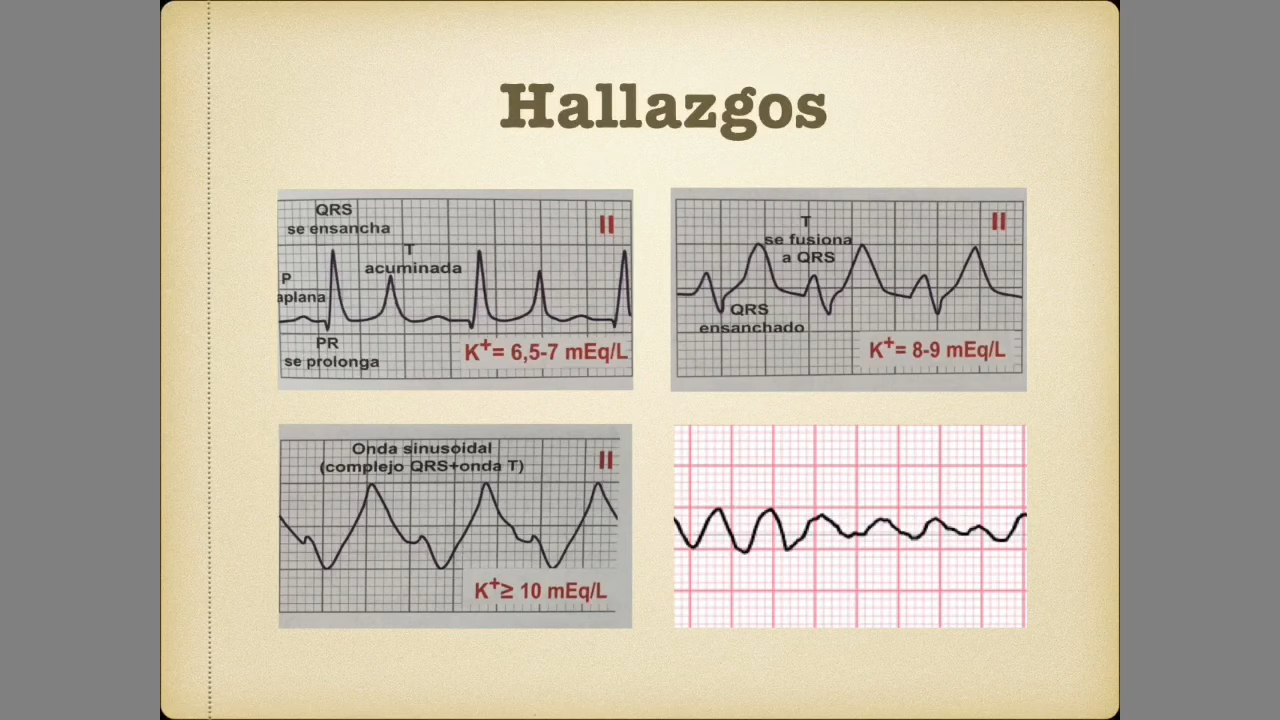 Hallazgos
QRS
se ensancha
II
T
acuminada
P
aplana
PR
se prolonga
K+= 6,5-7 mEq/L
T
se fusiona
a QRS
II
QRS
ensanchado
K+= 8-9 mEq/L
Onda sinusoidal
(complejo QRS+onda T)
II
K+≥ 10 mEq/L